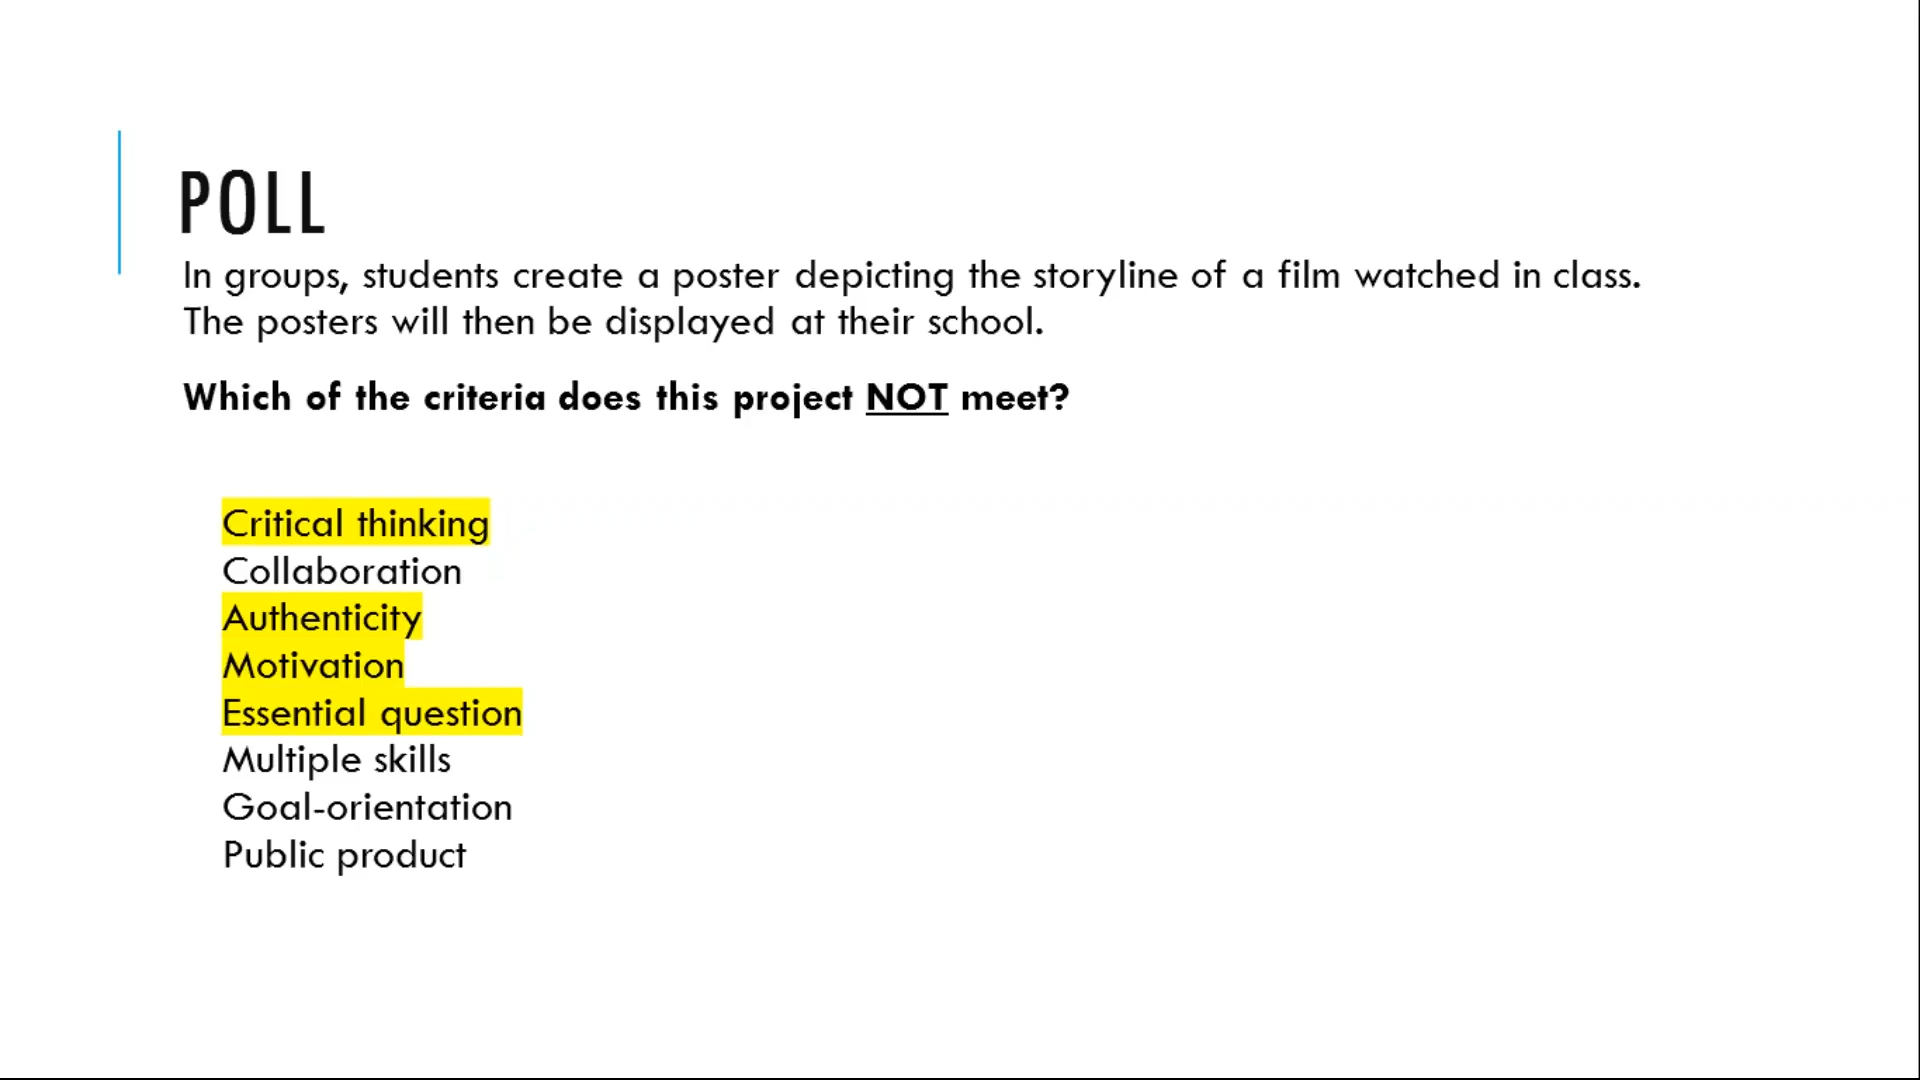 POLL
In groups, students create a poster depicting the storyline of a film watched in class.
The posters will then be displayed at their school.
Which of the criteria does this project NOT meet?
Critical thinking
Collaboration
Authenticity
Motivation
Essential question
Multiple skills
Goal-orientation
Public product